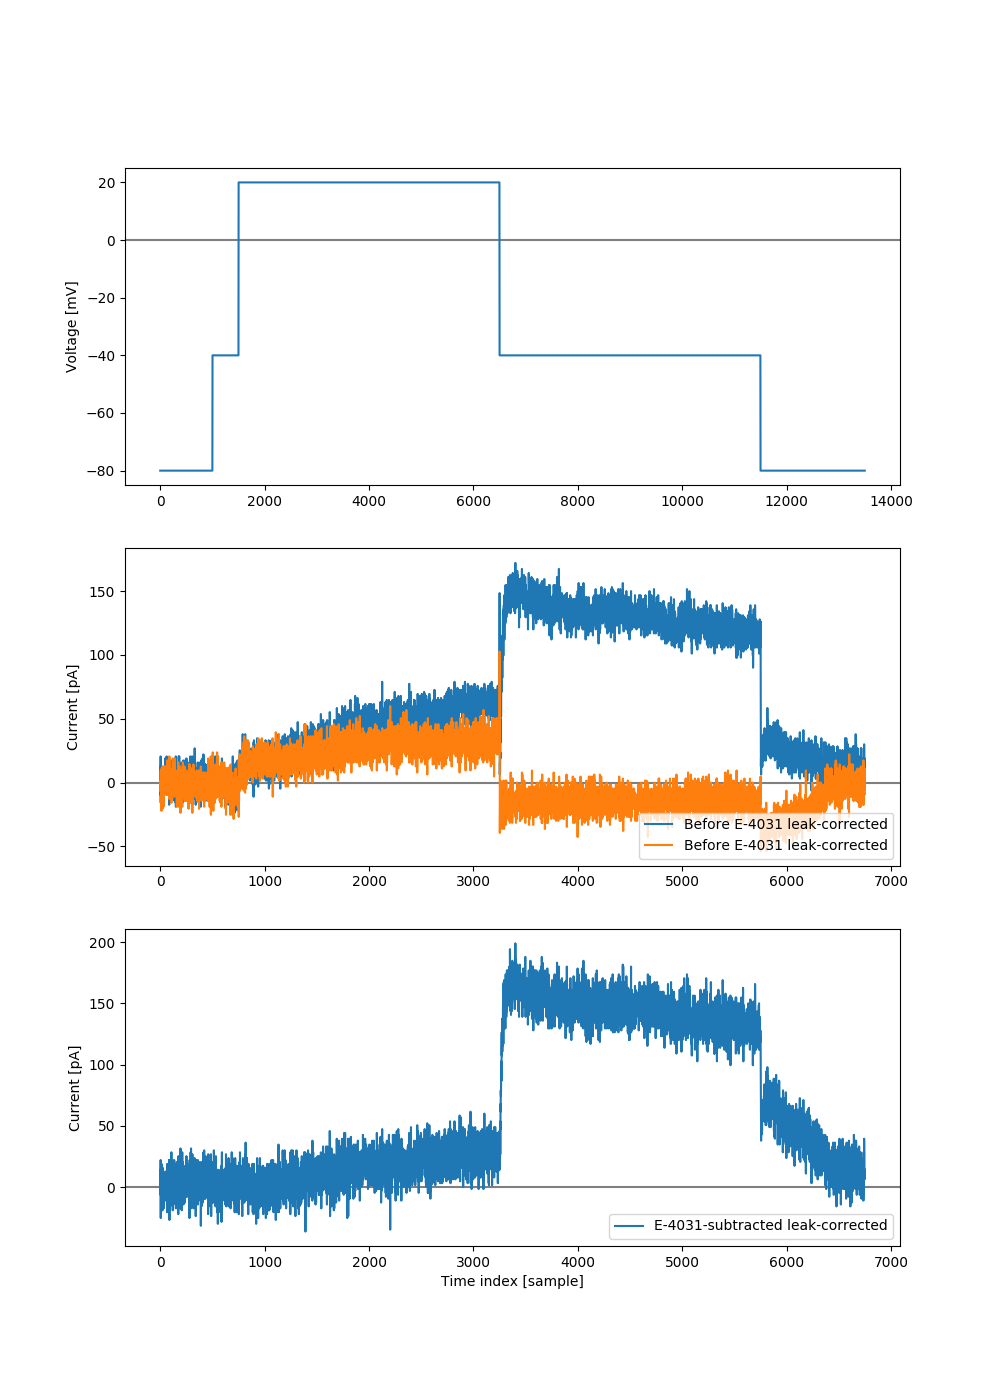 20
0
−20
−40
−60
−80
Voltage [mV]
0 2000 4000 6000 8000 10000 12000 14000
150
100
50
0
−50
Current [pA]
Before E-4031 leak-corrected
Before E-4031 leak-corrected
0 1000 2000 3000 4000 5000 6000 7000
200
150
100
50
0
Current [pA]
E-4031-subtracted leak-corrected
0 1000 2000 3000 4000 5000 6000 7000
Time index [sample]